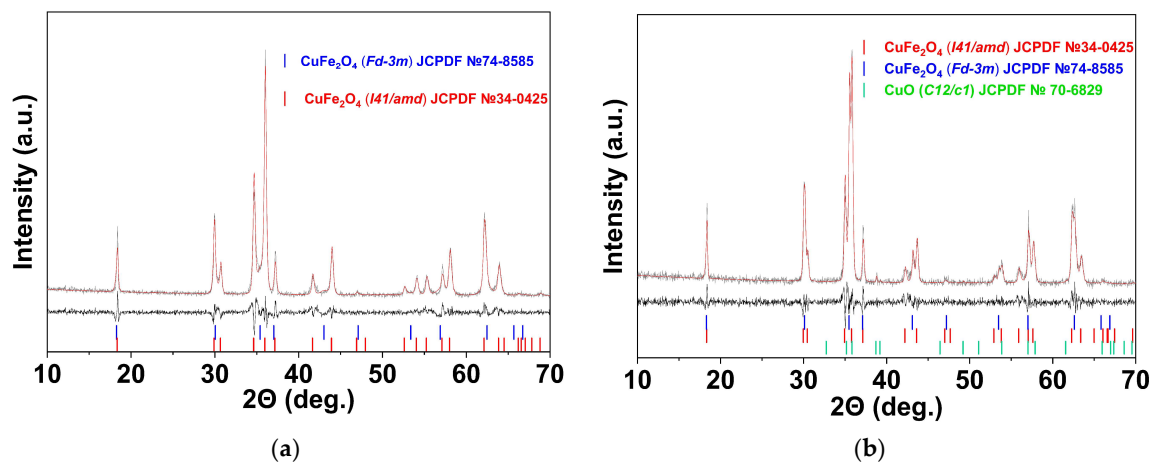 CuFe₂O₄ (Fd-3m) JCPDF №74-8585
CuFe₂O₄ (I41/amd) JCPDF №34-0425
Intensity (a.u.)
10 20 30 40 50 60 70
2Θ (deg.)
(a)
CuFe₂O₄ (I41/amd) JCPDF №34-0425
CuFe₂O₄ (Fd-3m) JCPDF №74-8585
CuO (C12/c1) JCPDF № 70-6829
Intensity (a.u.)
10 20 30 40 50 60 70
2Θ (deg.)
(b)